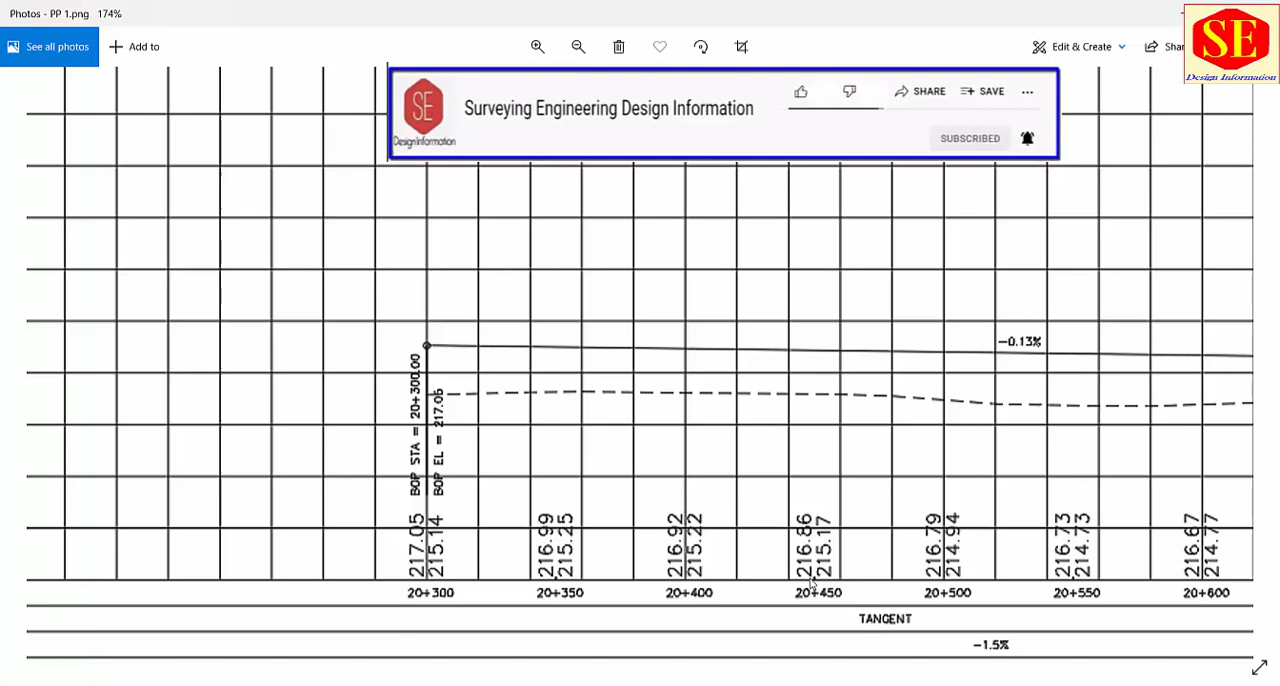 Photos - PP 1.png 174%
See all photos
Add to
Edit & Create
Shar
SE
Design Information
SE
DesignInformation
Surveying Engineering Design Information
SHARE
SAVE
SUBSCRIBED
-0.13%
BOP STA = 20+300.00
BOP EL = 217.05
217.05
215.14
216.99
215.25
216.92
215.22
216.86
215.17
216.79
214.94
216.73
214.73
216.67
214.77
20+300 20+350 20+400 20+450 20+500 20+550 20+600
TANGENT
-1.5%